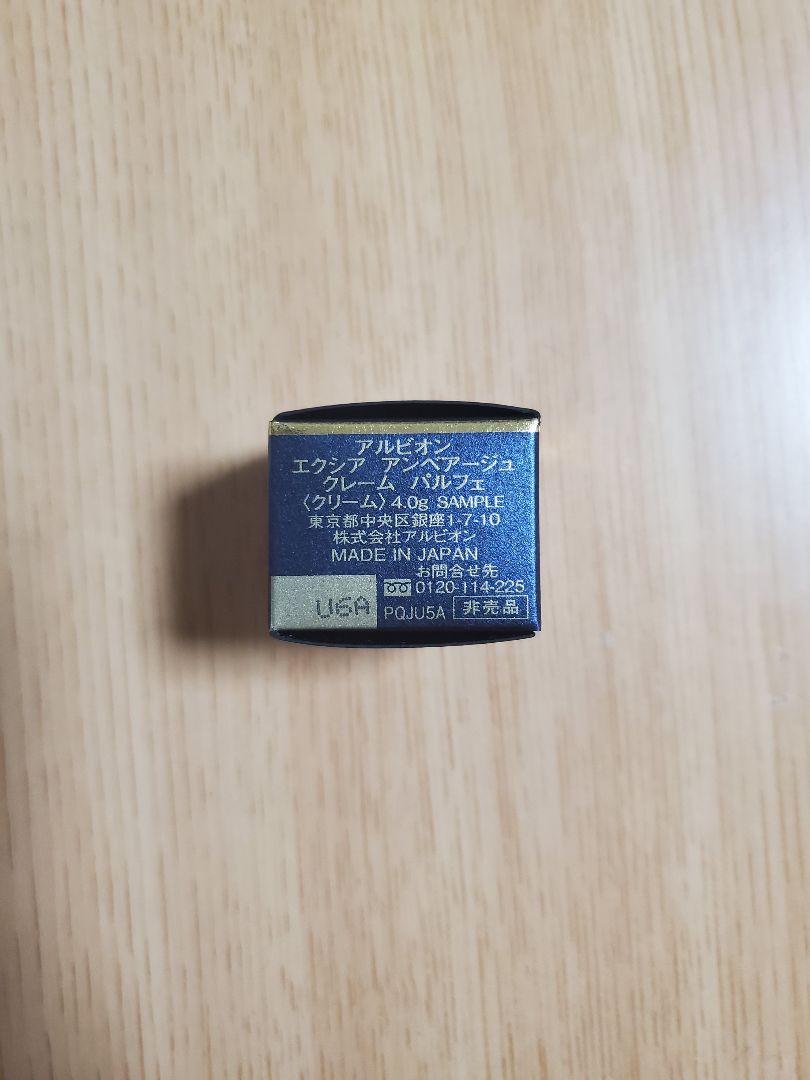 アルビオン
エクシア アンベアージュ
クレーム パルフェ
〈クリーム〉4.0g SAMPLE
東京都中央区銀座1-7-10
株式会社アルビオン
MADE IN JAPAN
お問合せ先
0120-114-225
U6A PQJU5A 非売品